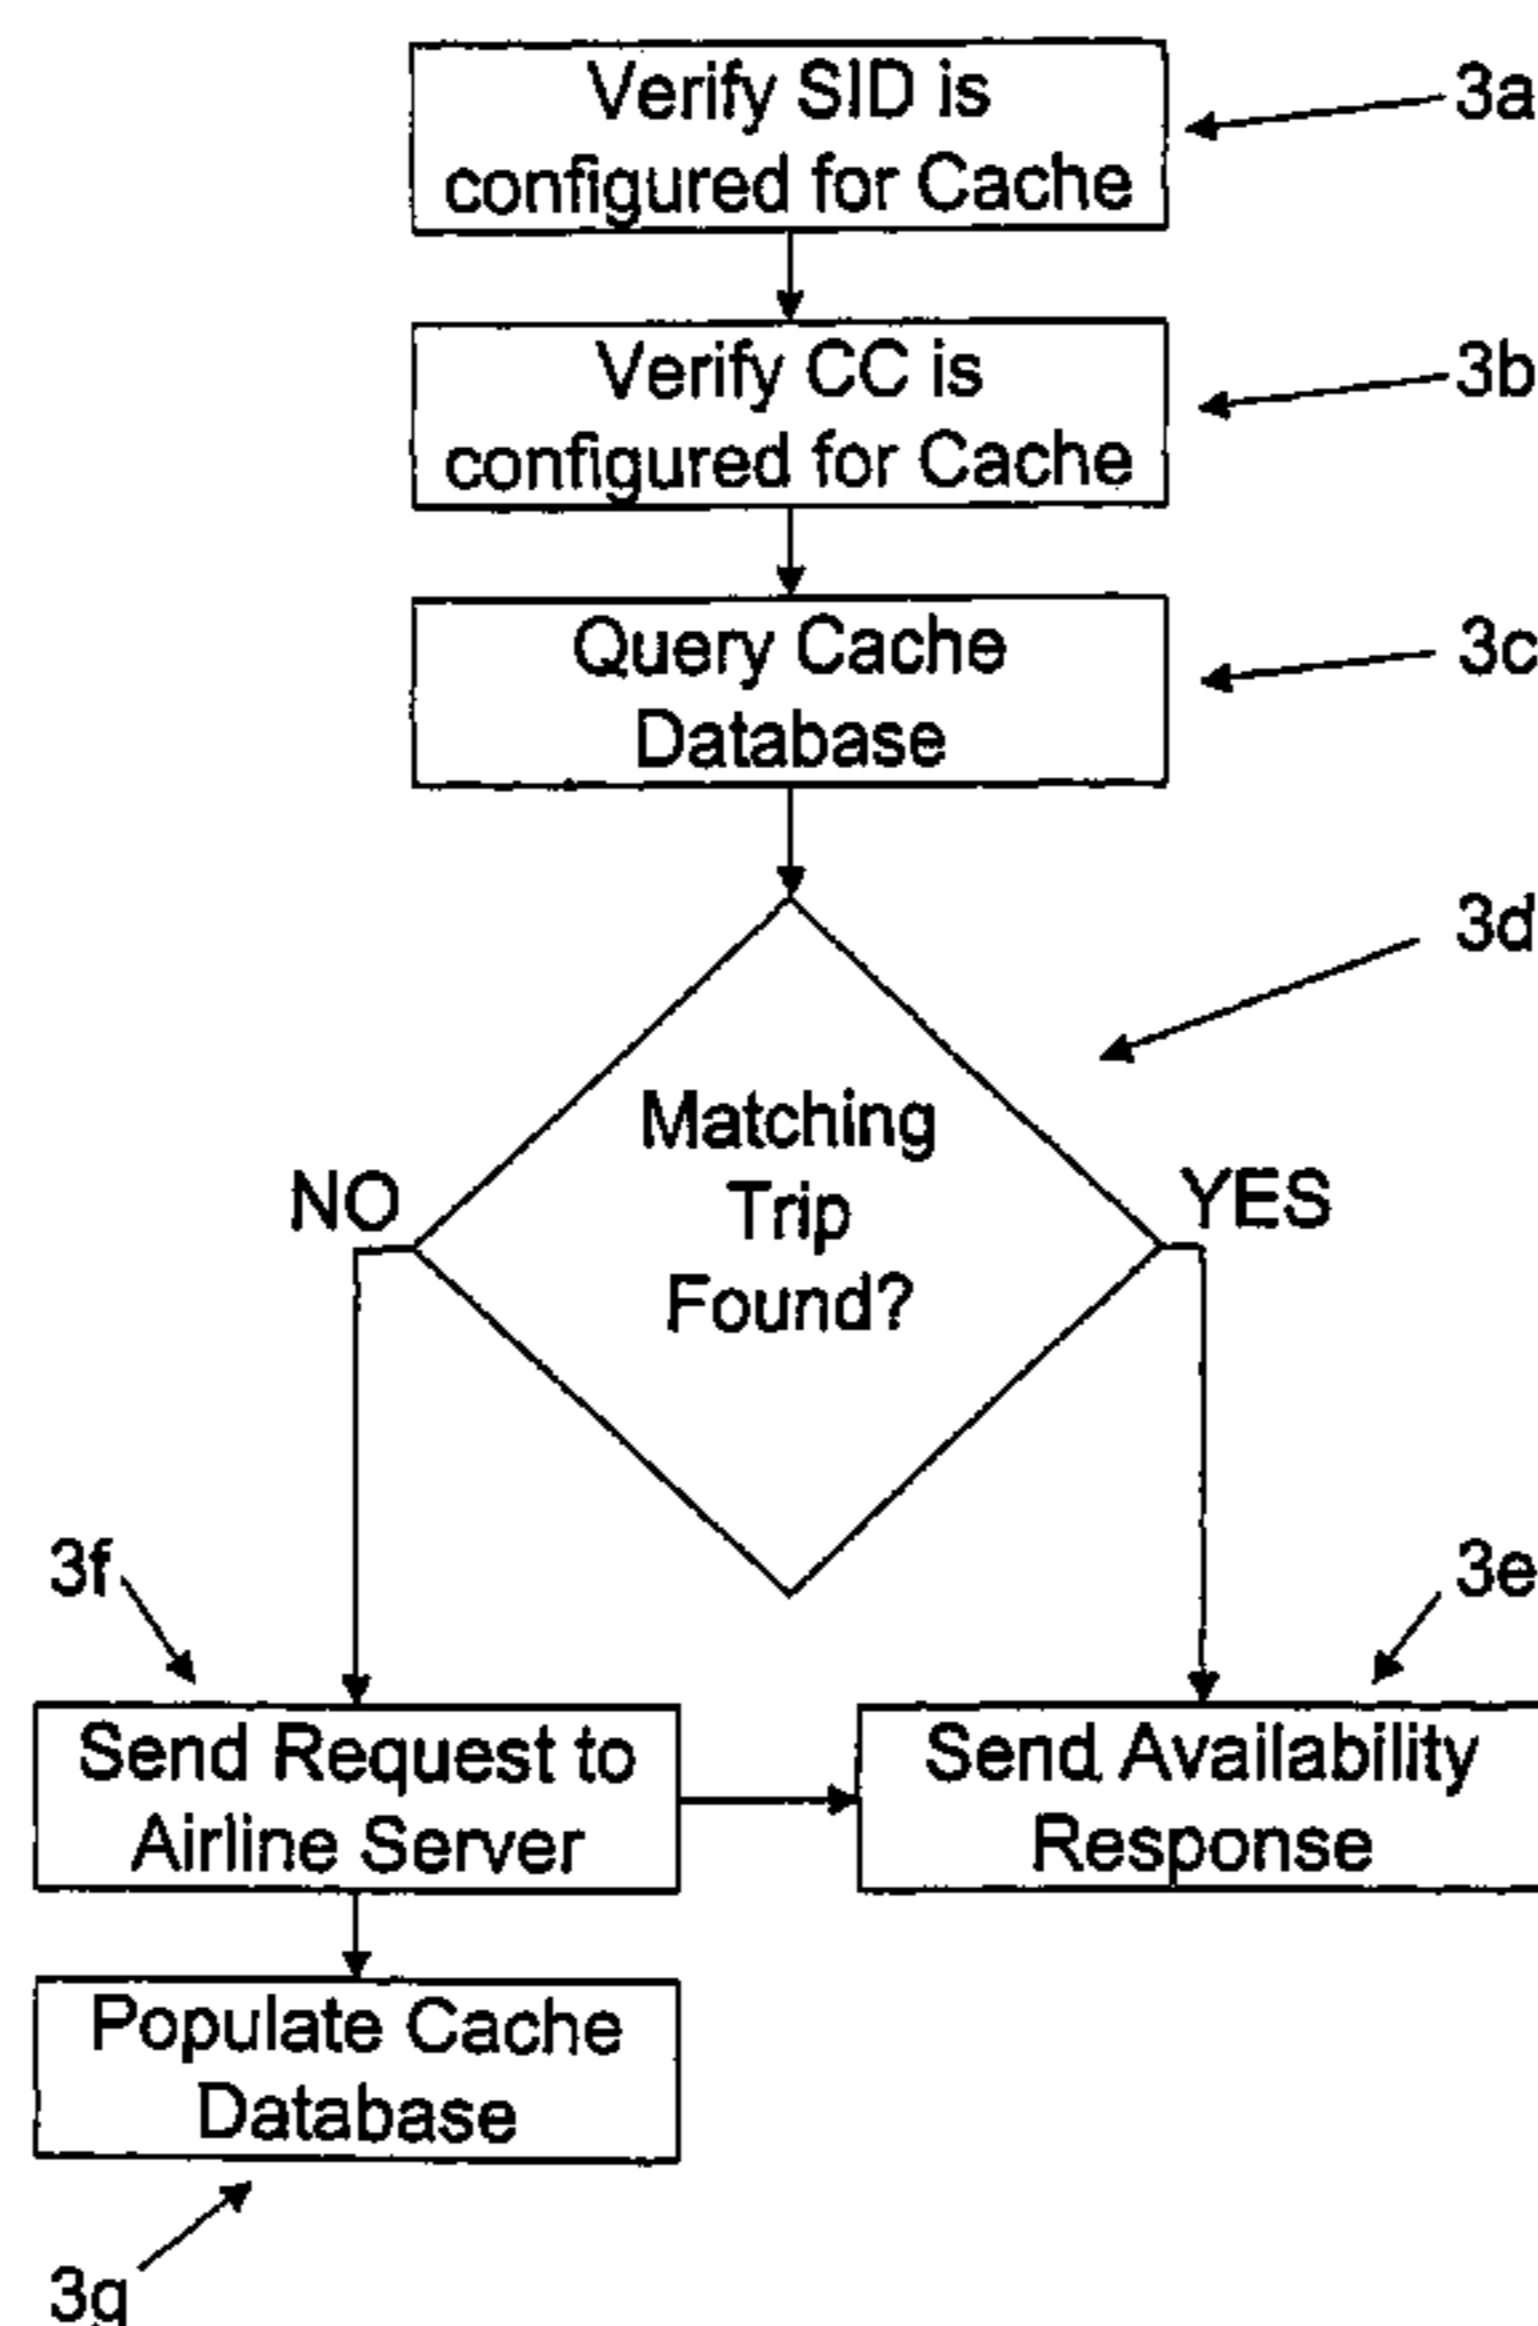 Verify SID is
configured for Cache
3a
Verify CC is
configured for Cache
3b
Query Cache
Database
3c
3d
Matching
Trip
Found?
NO
YES
3f
3e
Send Request to
Airline Server
Send Availability
Response
Populate Cache
Database
3g